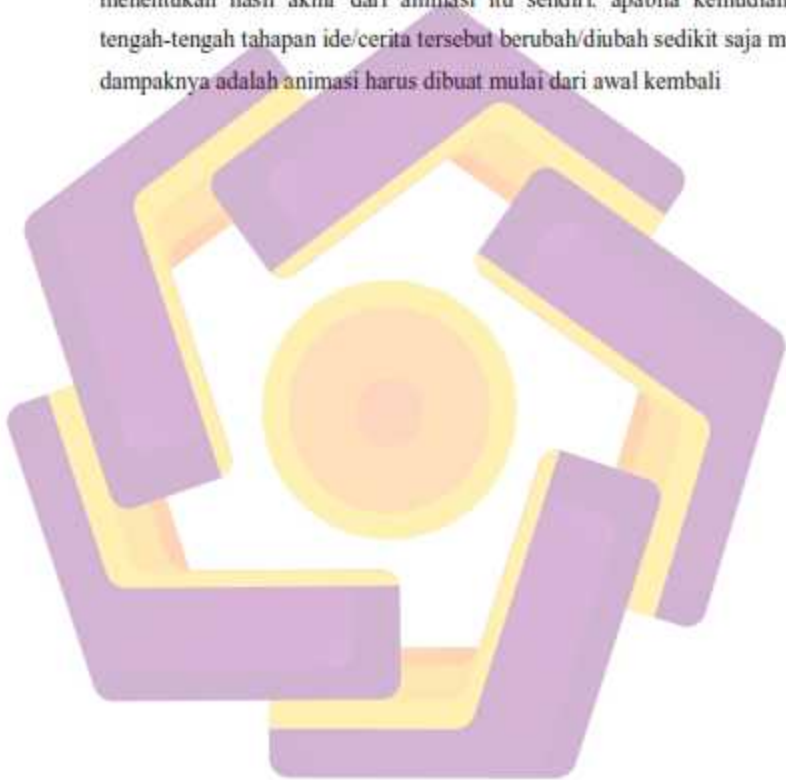 menentukan hasil akhir dari animasi itu sendiri. apabila kemudian
tengah-tengah tahapan ide/cerita tersebut berubah/diubah sedikit saja m
dampaknya adalah animasi harus dibuat mulai dari awal kembali